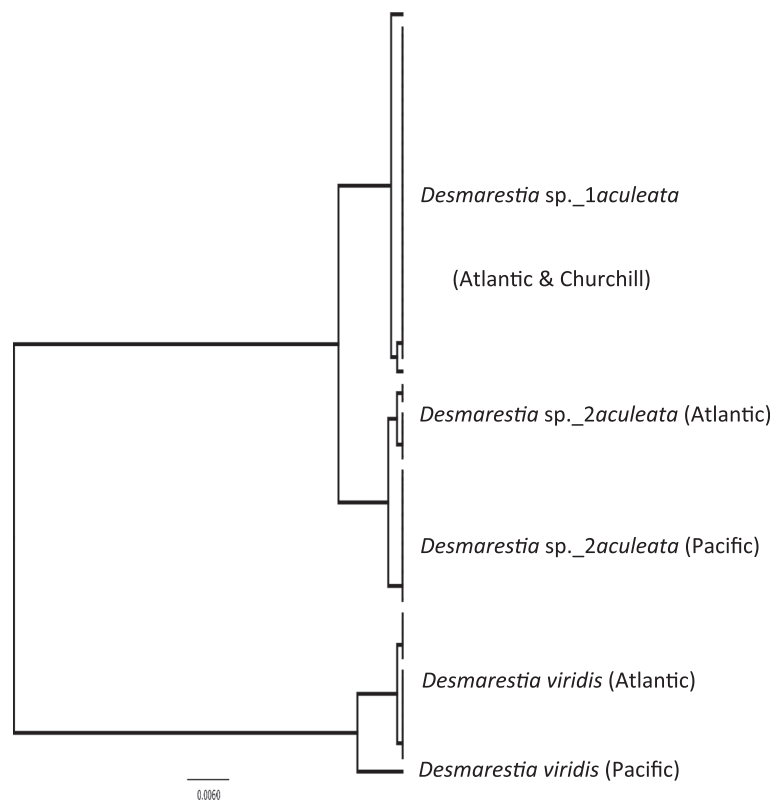 Desmarestia sp._1aculeata
(Atlantic & Churchill)
Desmarestia sp._2aculeata (Atlantic)
Desmarestia sp._2aculeata (Pacific)
Desmarestia viridis (Atlantic)
Desmarestia viridis (Pacific)
0.0060